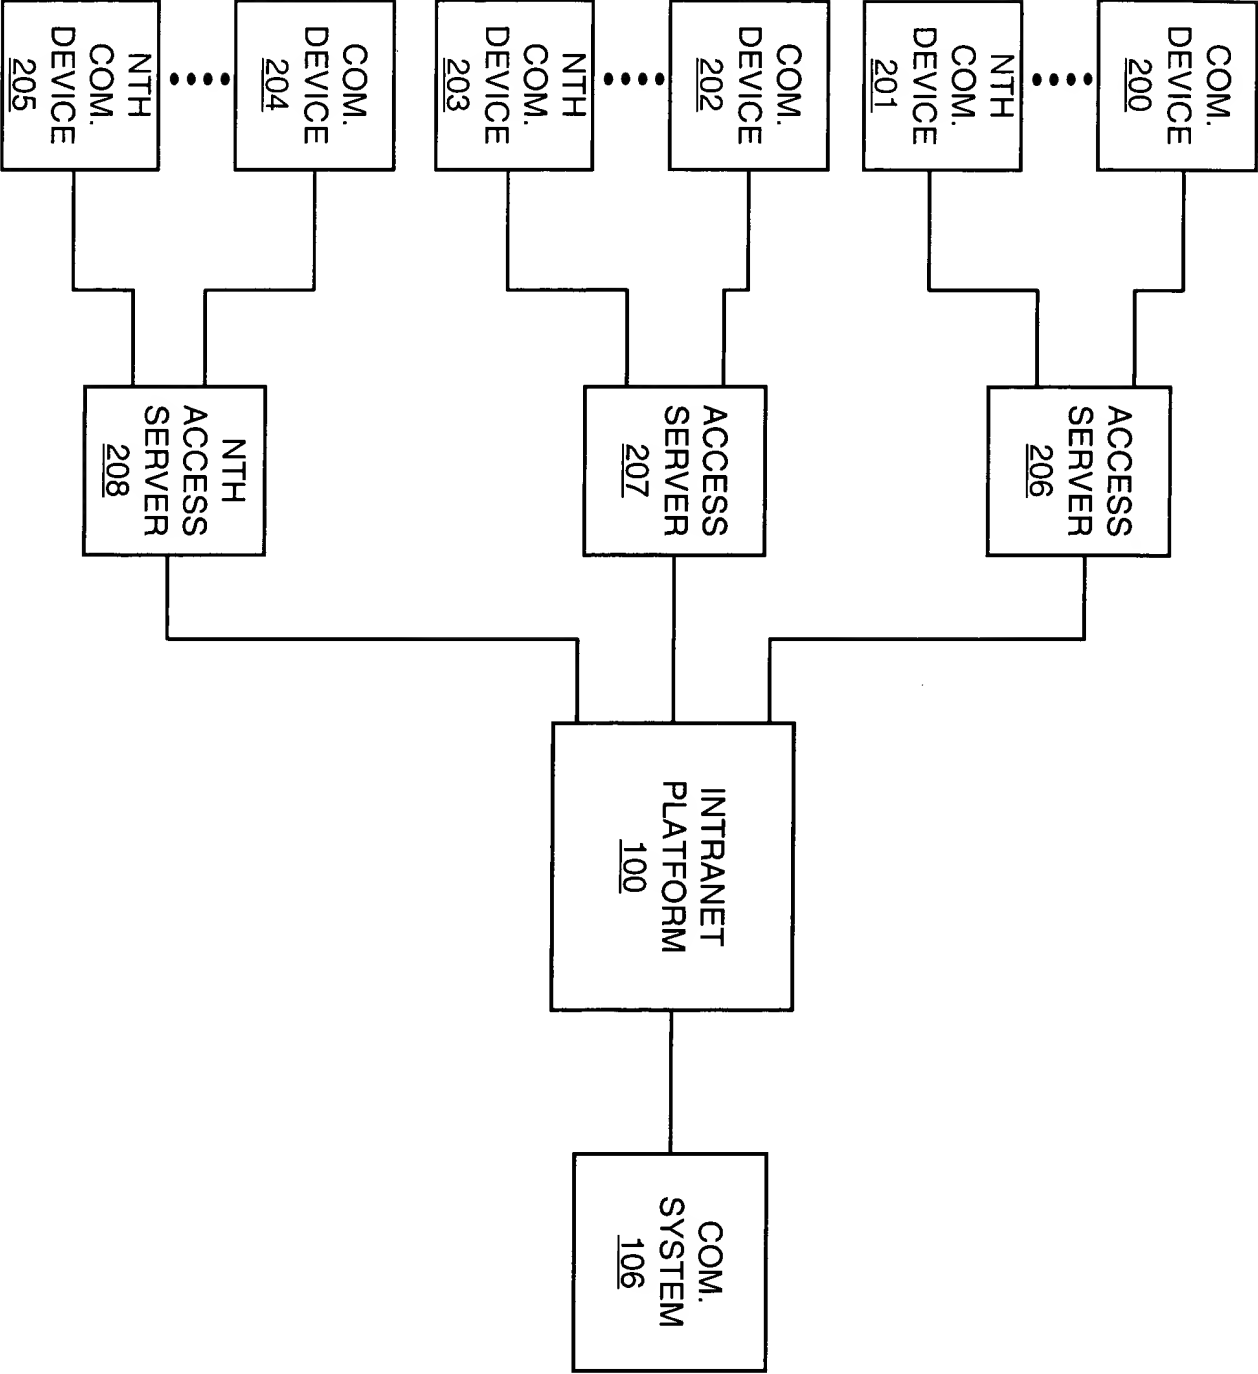 COM.
DEVICE
200
NTH
COM.
DEVICE
201
COM.
DEVICE
202
NTH
COM.
DEVICE
203
COM.
DEVICE
204
NTH
COM.
DEVICE
205
ACCESS
SERVER
206
ACCESS
SERVER
207
NTH
ACCESS
SERVER
208
INTRANET
PLATFORM
100
COM.
SYSTEM
106